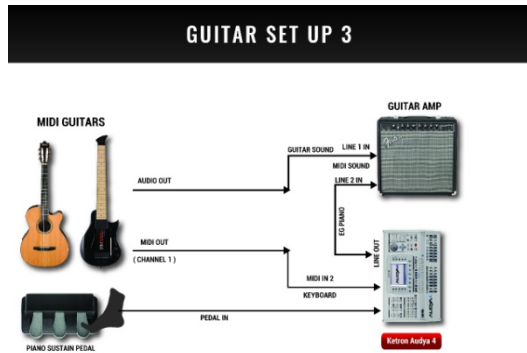 GUITAR SET UP 3
GUITAR AMP
MIDI GUITARS
GUITAR SOUND
LINE 1 IN
MIDI SOUND
AUDIO OUT
LINE 2 IN
EG PIANO
MIDI OUT
( CHANNEL 1 )
LINE OUT
MIDI IN 2
KEYBOARD
PEDAL IN
Ketron Audya 4
PIANO SUSTAIN PEDAL
Fender
AUDYA